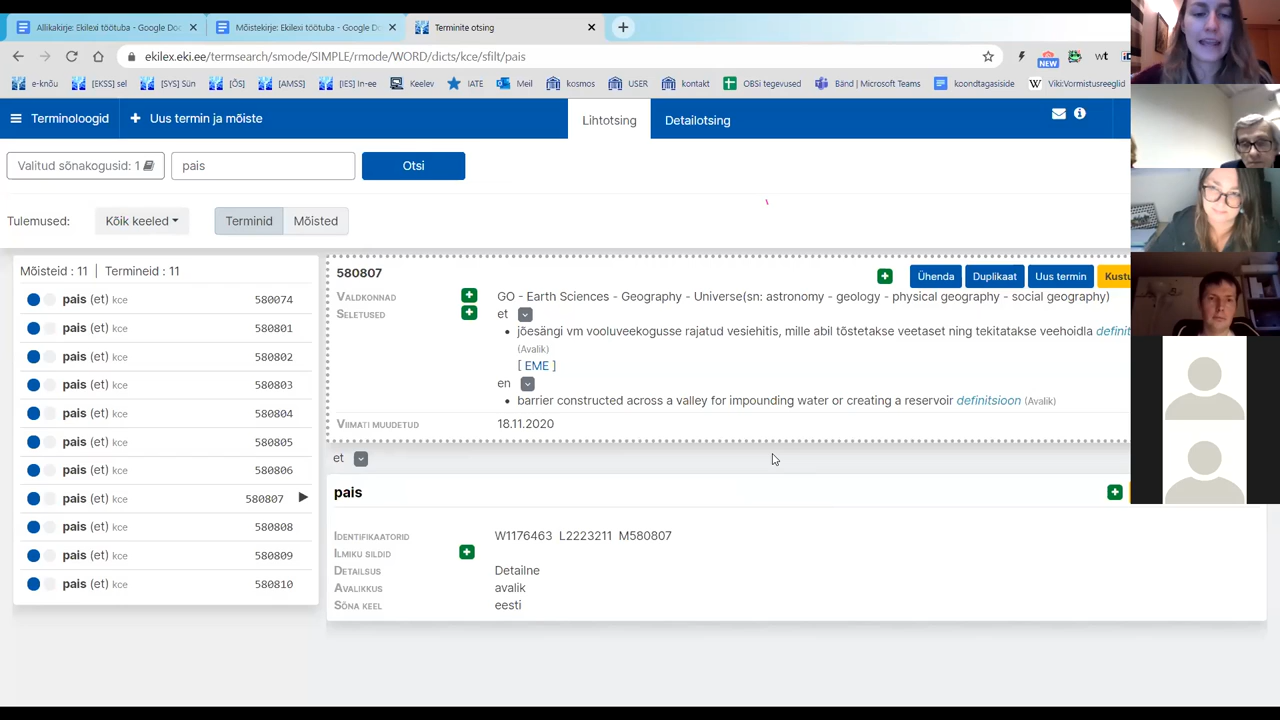 Allikakirje: Ekilexi töötuba - Google Do
Mõistekirje: Ekilexi töötuba - Google D
Terminite otsing
ekilex.eki.ee/termsearch/smode/SIMPLE/rmode/WORD/dicts/kce/sfilt/pais
wt
NEW
e-knõu
[EKSS] sel
[SÝ] Sün
[ÕS]
[AMSS]
[IES] kri-ee
Keelev
IATE
Meil
kosmos
USER
kontakt
OBSi tegevused
Bänd | Microsoft Teams
koondtagasiside
Viki:Vormistusreeglid
Terminoloogid
Uus termin ja mõiste
Lihtotsing
Detailotsing
Valitud sõnakogusid: 1
pais
Otsi
Tulemused:
Kõik keeled
Terminid
Mõisted
Mõisteid : 11 | Termineid : 11
pais (et) kce 580074
pais (et) kce 580801
pais (et) kce 580802
pais (et) kce 580803
pais (et) kce 580804
pais (et) kce 580805
pais (et) kce 580806
pais (et) kce 580807
pais (et) kce 580808
pais (et) kce 580809
pais (et) kce 580810
580807
Ühenda
Duplikaat
Uus termin
Kustu
VALDKONNAD
GO - Earth Sciences - Geography - Universe(sn: astronomy - geology - physical geography - social geography)
SELETUSED
et
jõesängi vm vooluveekogusse rajatud vesiehitis, mille abil tõstetakse veetaset ning tekitatakse veehoidla definit
(Avalik)
[ EME ]
en
barrier constructed across a valley for impounding water or creating a reservoir definitsioon (Avalik)
VIIMATI MUUDETUD
18.11.2020
et
pais
IDENTIFIKAATORID
W1176463 L2223211 M580807
ILMIKU SILDID
DETAILSUS
Detailne
AVALIKKUS
avalik
SÕNA KEEL
eesti